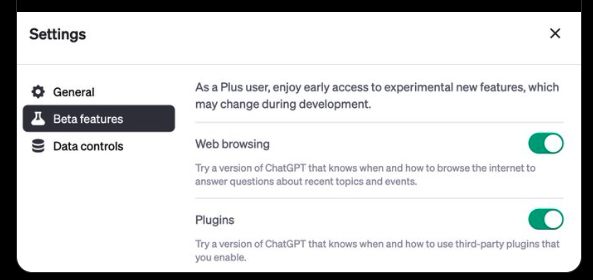 Settings
General
Beta features
Data controls
As a Plus user, enjoy early access to experimental new features, which
may change during development.
Web browsing
Try a version of ChatGPT that knows when and how to browse the internet to
answer questions about recent topics and events.
Plugins
Try a version of ChatGPT that knows when and how to use third-party plugins that
you enable.